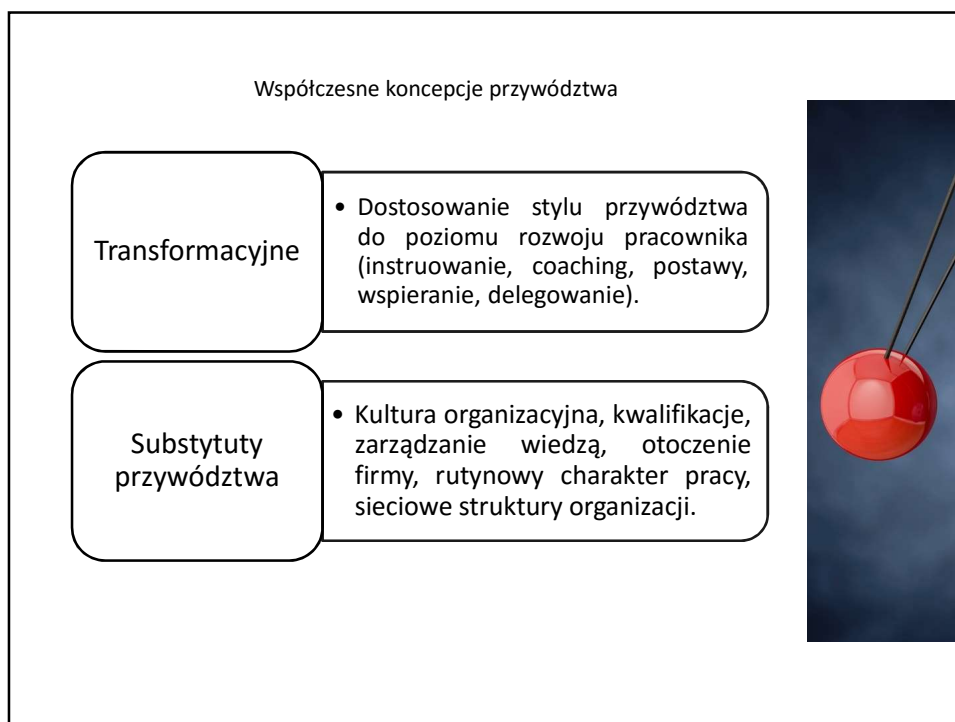 Współczesne koncepcje przywództwa
Transformacyjne
• Dostosowanie stylu przywództwa
do poziomu rozwoju pracownika
(instruowanie, coaching, postawy,
wspieranie, delegowanie).
Substytuty
przywództwa
• Kultura organizacyjna, kwalifikacje,
zarządzanie wiedzą, otoczenie
firmy, rutynowy charakter pracy,
sieciowe struktury organizacji.